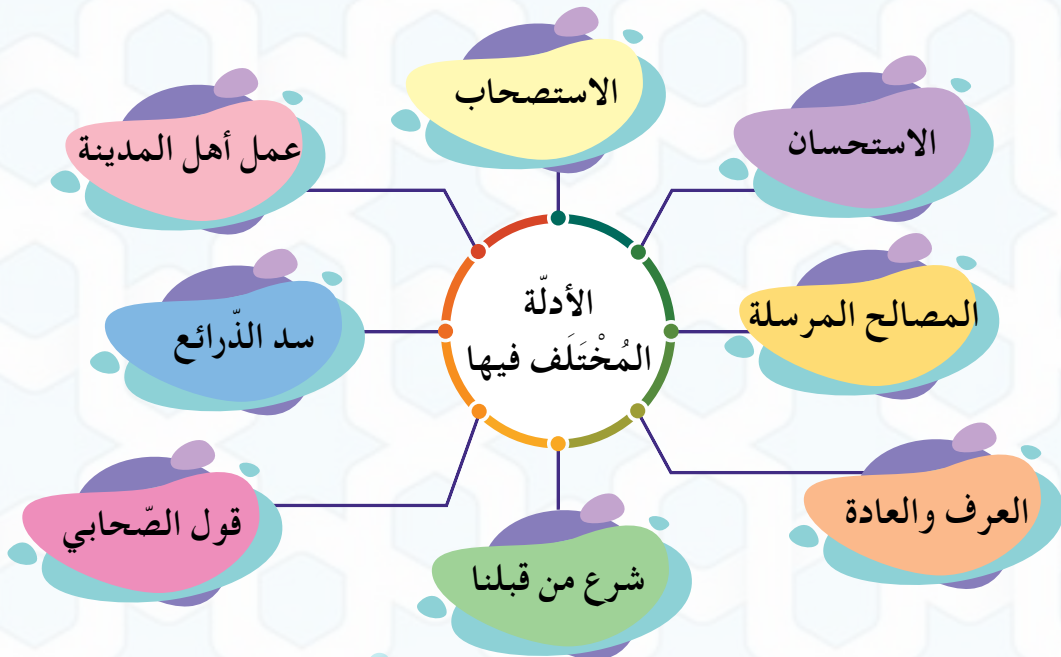 الأدلّة
المُخْتَلَف فيها
الاستصحاب
الاستحسان
المصالح المرسلة
العرف والعادة
شرع من قبلنا
قول الصّحابي
سد الذّرائع
عمل أهل المدينة